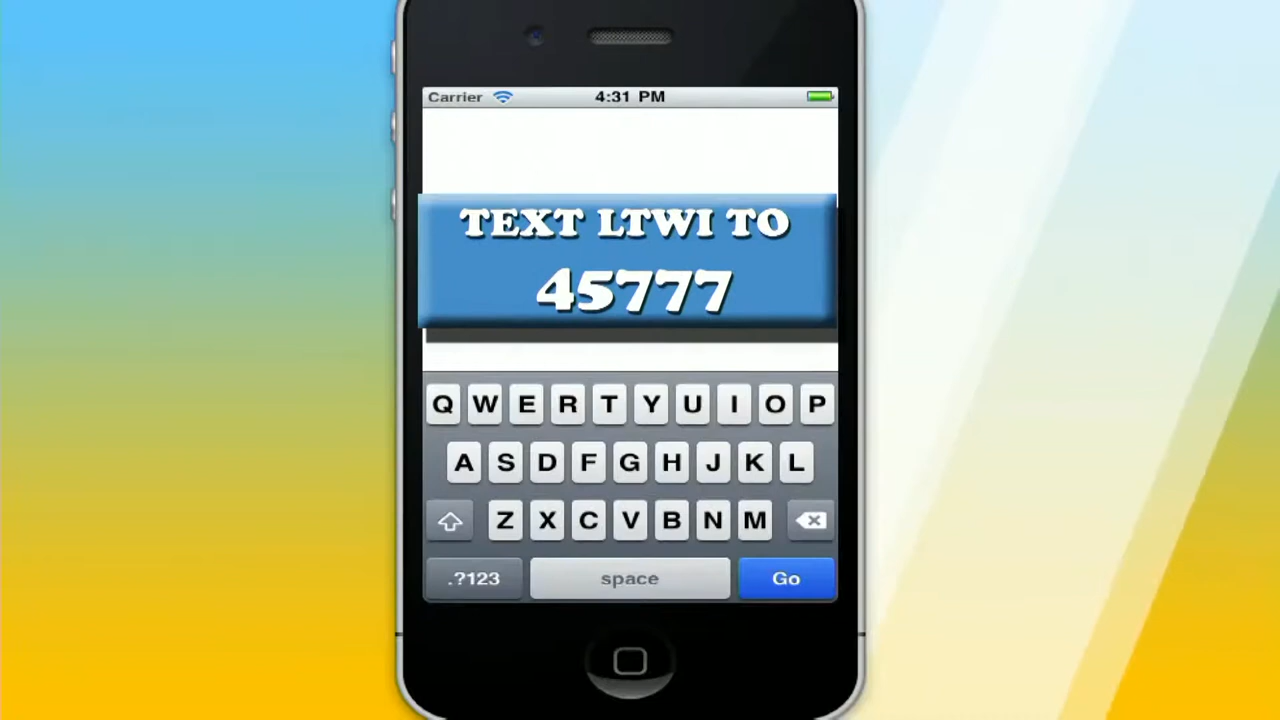 Carrier 4:31 PM
TEXT LTWI TO
45777
Q W E R T Y U I O P
A S D F G H J K L
Z X C V B N M
.?123 space Go